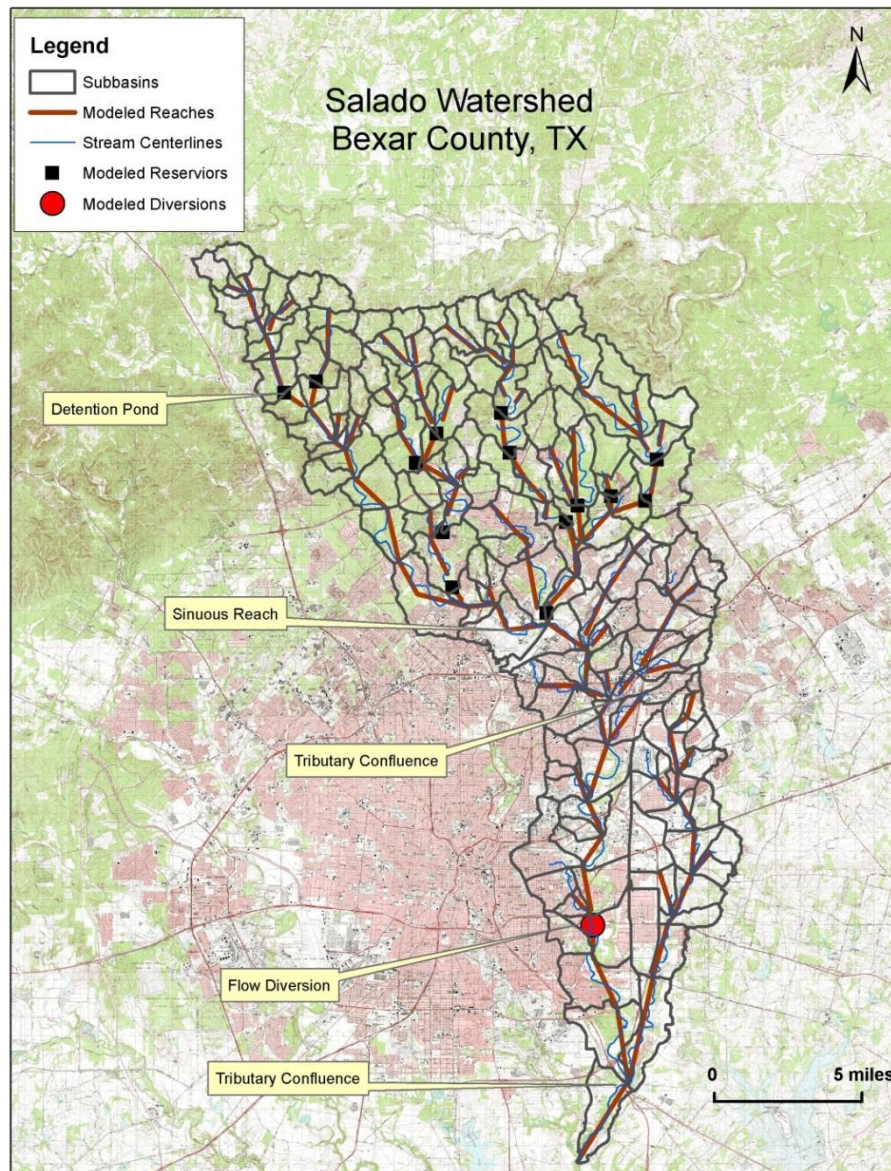 Legend
Subbasins
Modeled Reaches
Stream Centerlines
Modeled Reserviors
Modeled Diversions
Salado Watershed
Bexar County, TX
N
Detention Pond
Sinuous Reach
Tributary Confluence
Flow Diversion
Tributary Confluence
0 5 miles